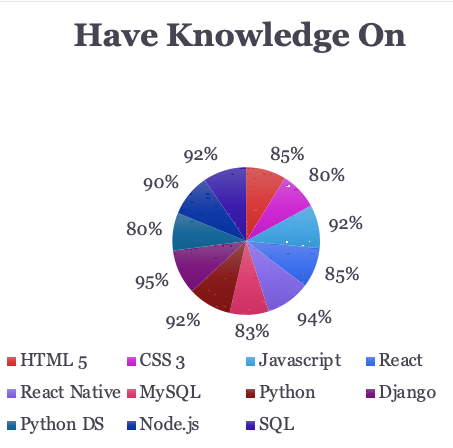 Have Knowledge On
92% 85%
90% 80%
80% 92%
95% 85%
92% 83% 94%
HTML 5 CSS 3 Javascript React
React Native MySQL Python Django
Python DS Node.js SQL